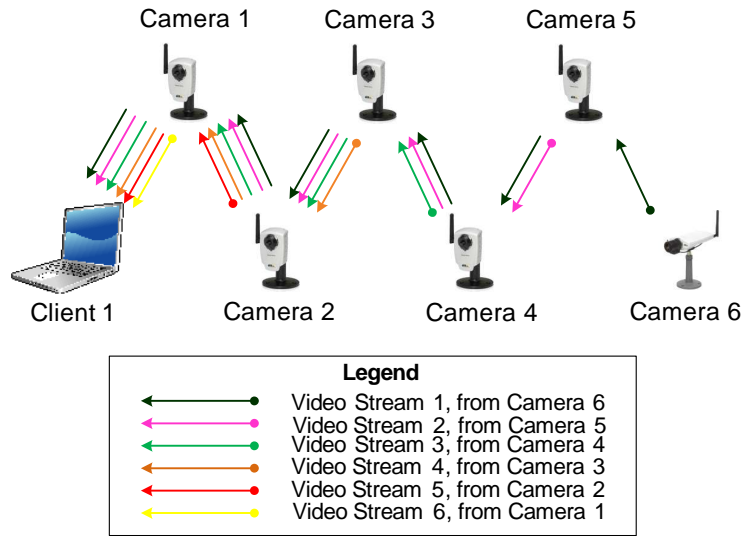 Camera 1
Camera 3
Camera 5
Client 1
Camera 2
Camera 4
Camera 6
Legend
Video Stream 1, from Camera 6
Video Stream 2, from Camera 5
Video Stream 3, from Camera 4
Video Stream 4, from Camera 3
Video Stream 5, from Camera 2
Video Stream 6, from Camera 1